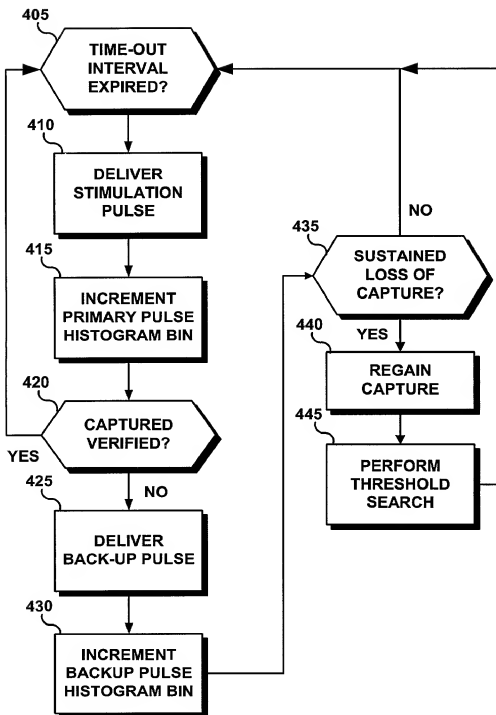 405
TIME-OUT
INTERVAL
EXPIRED?
410
DELIVER
STIMULATION
PULSE
415
INCREMENT
PRIMARY PULSE
HISTOGRAM BIN
420
CAPTURED
VERIFIED?
YES
NO
425
DELIVER
BACK-UP PULSE
430
INCREMENT
BACKUP PULSE
HISTOGRAM BIN
NO
435
SUSTAINED
LOSS OF
CAPTURE?
YES
440
REGAIN
CAPTURE
445
PERFORM
THRESHOLD
SEARCH